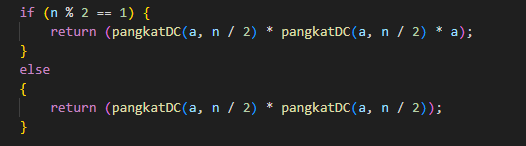 if (n % 2 == 1) {
    return (pangkatDC(a, n / 2) * pangkatDC(a, n / 2) * a);
}
else
{
    return (pangkatDC(a, n / 2) * pangkatDC(a, n / 2));
}